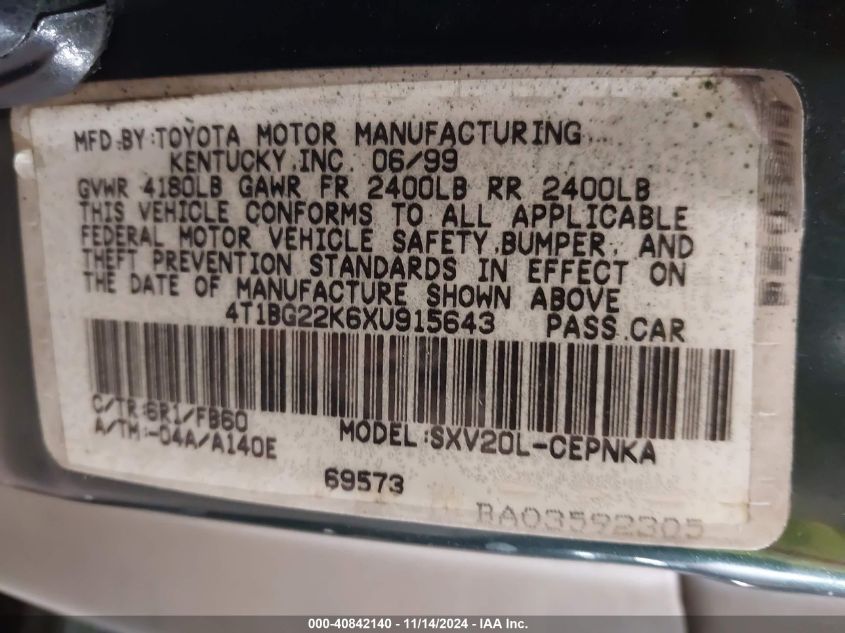 MFD.BY:TOYOTA MOTOR MANUFACTURING
KENTUCKY,INC. 06/99
GVWR 4180LB GAWR FR 2400LB RR 2400LB
THIS VEHICLE CONFORMS TO ALL APPLICABLE
FEDERAL MOTOR VEHICLE SAFETY,BUMPER, AND
THEFT PREVENTION STANDARDS IN EFFECT ON
THE DATE OF MANUFACTURE SHOWN ABOVE
4T1BG22K6XU915643 PASS.CAR
C/TR:6R1/FB60
A/TM:-04A/A140E
MODEL:SXV20L-CEPNKA
69573
RA03592305
000-40842140 - 11/14/2024 - IAA Inc.